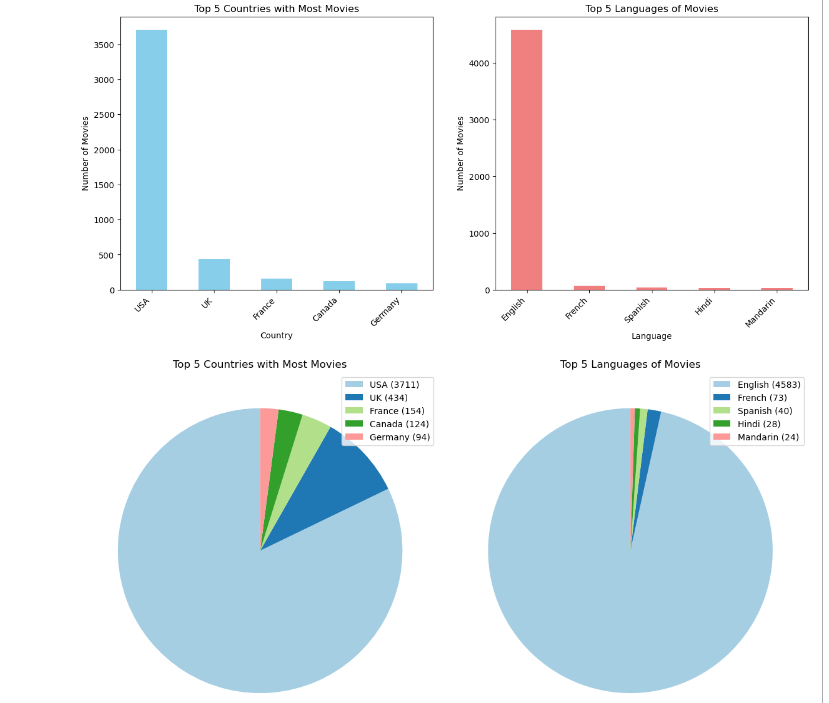 Top 5 Countries with Most Movies
Number of Movies
3500
3000
2500
2000
1500
1000
500
0
USA
UK
France
Canada
Germany
Country
Top 5 Languages of Movies
Number of Movies
4000
3000
2000
1000
0
English
French
Spanish
Hindi
Mandarin
Language
Top 5 Countries with Most Movies
USA (3711)
UK (434)
France (154)
Canada (124)
Germany (94)
Top 5 Languages of Movies
English (4583)
French (73)
Spanish (40)
Hindi (28)
Mandarin (24)